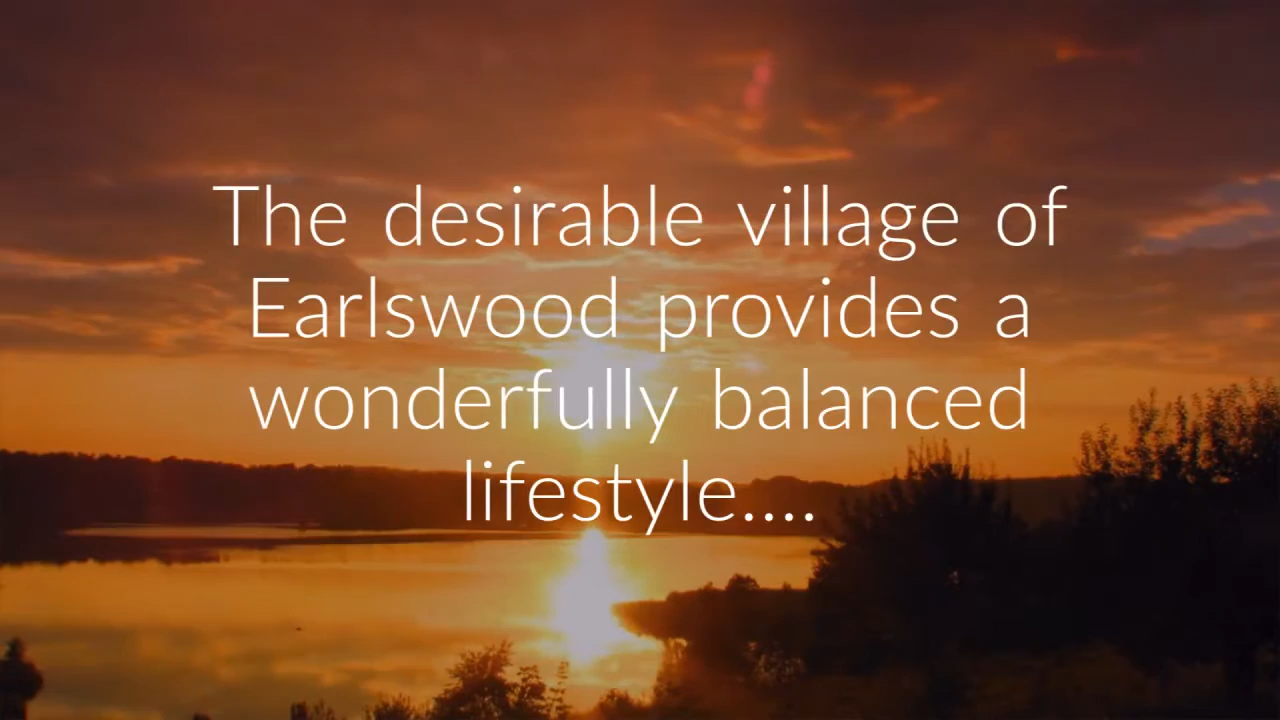 The desirable village of
Earlswood provides a
wonderfully balanced
lifestyle....